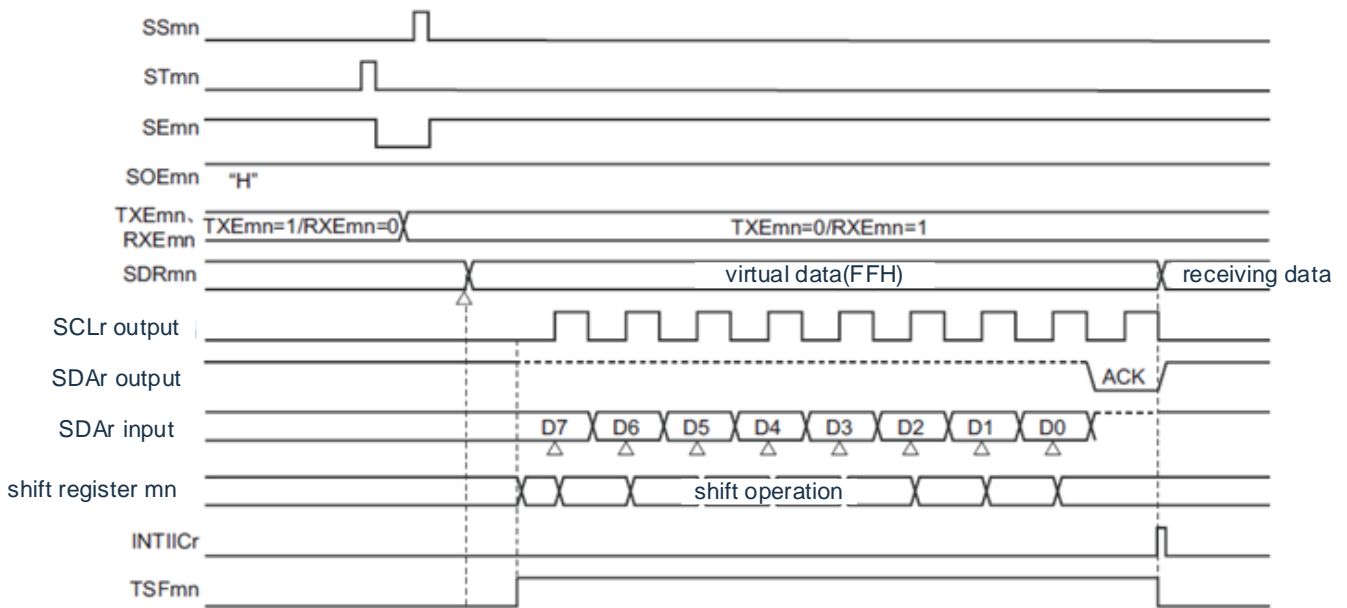 SSmn
STmn
SEmn
SOEmn "H"
TXEmn、
RXEmn
TXEmn=1/RXEmn=0 TXEmn=0/RXEmn=1
SDRmn virtual data(FFH) receiving data
SCLr output
SDAr output ACK
SDAr input D7 D6 D5 D4 D3 D2 D1 D0
shift register mn shift operation
INTIICr
TSFmn